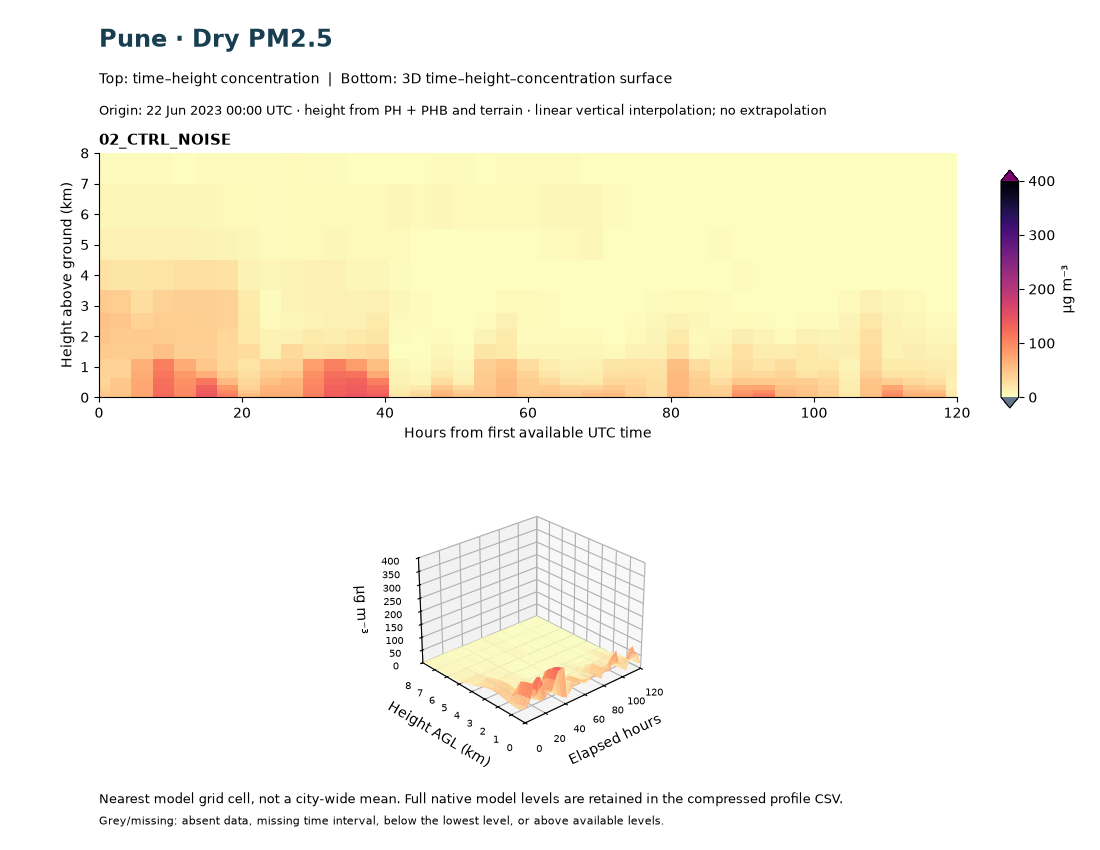 Pune · Dry PM2.5
Top: time–height concentration | Bottom: 3D time–height–concentration surface
Origin: 22 Jun 2023 00:00 UTC · height from PH + PHB and terrain · linear vertical interpolation; no extrapolation
02_CTRL_NOISE
8
7
6
5
4
3
2
1
0
Height above ground (km)
0 20 40 60 80 100 120
Hours from first available UTC time
400
300
200
100
0
µg m⁻³
400
350
300
250
200
150
100
50
0
µg m⁻³
8 7 6 5 4 3 2 1 0
Height AGL (km)
0 20 40 60 80 100 120
Elapsed hours
Nearest model grid cell, not a city-wide mean. Full native model levels are retained in the compressed profile CSV.
Grey/missing: absent data, missing time interval, below the lowest level, or above available levels.